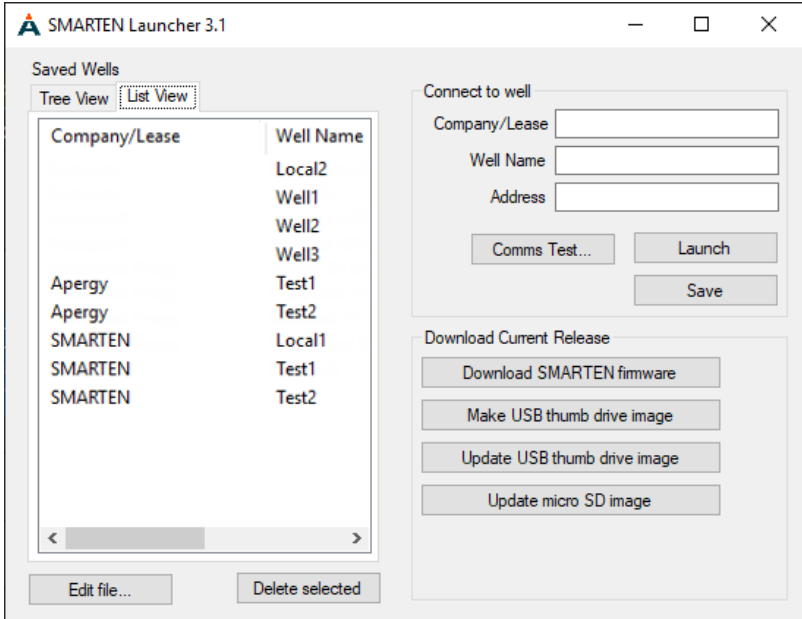 SMARTEN Launcher 3.1
Saved Wells
Tree View List View
Company/Lease Well Name
Local2
Well1
Well2
Well3
Apergy Test1
Apergy Test2
SMARTEN Local1
SMARTEN Test1
SMARTEN Test2
Edit file... Delete selected
Connect to well
Company/Lease
Well Name
Address
Comms Test... Launch
Save
Download Current Release
Download SMARTEN firmware
Make USB thumb drive image
Update USB thumb drive image
Update micro SD image